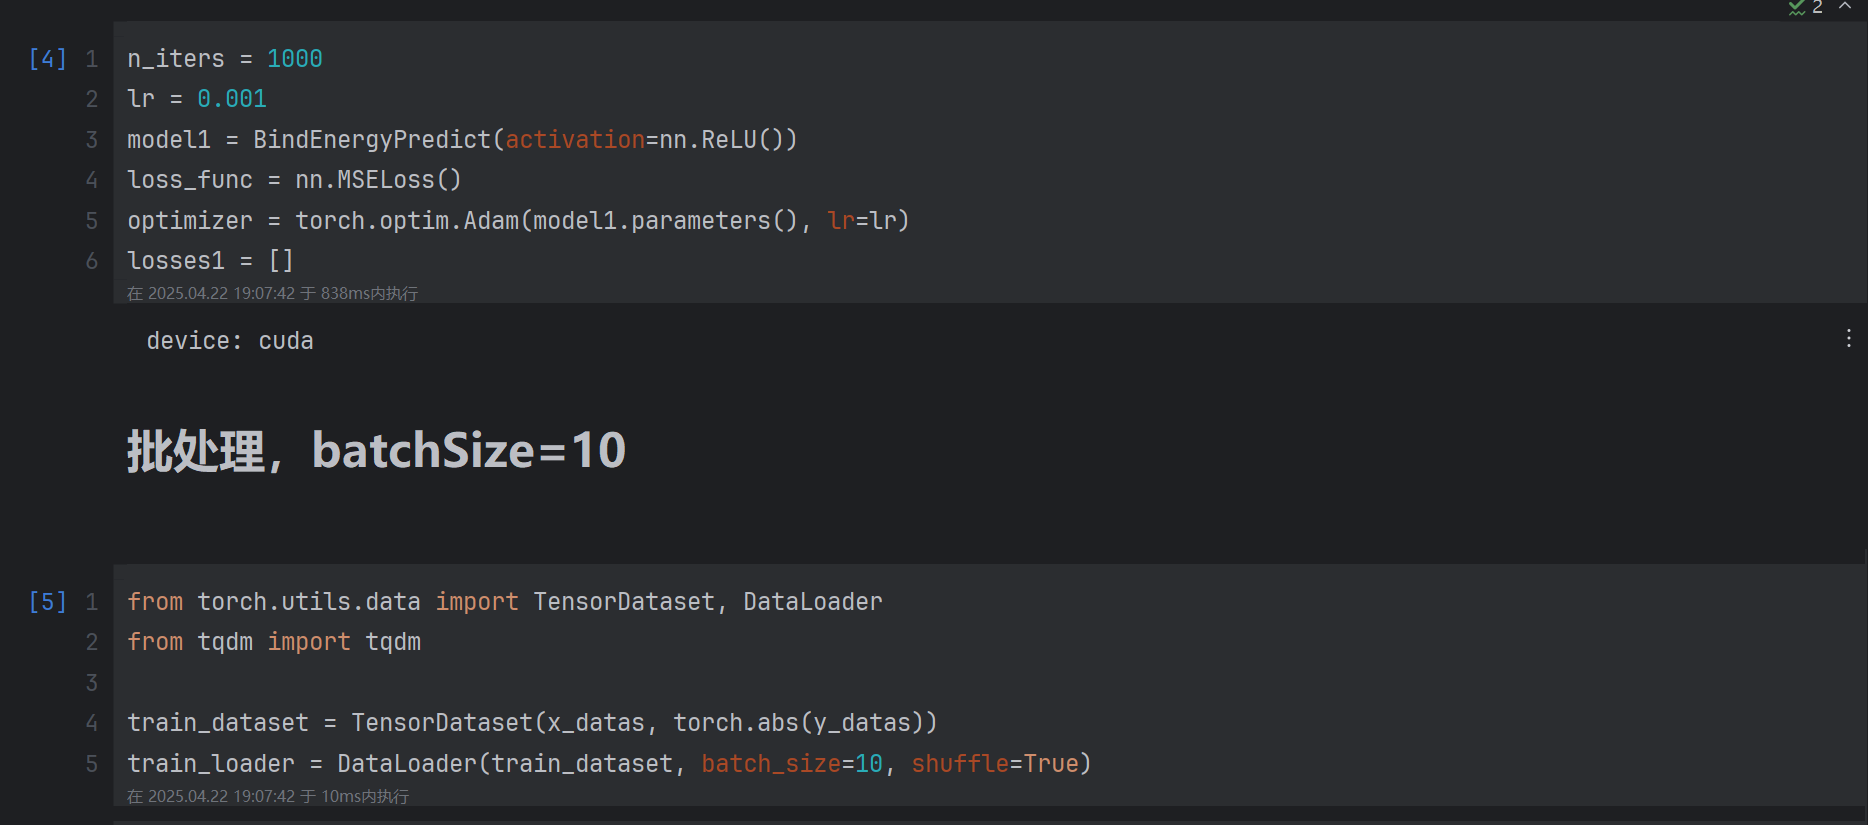 2
[4] 1 n_iters = 1000
2 lr = 0.001
3 model1 = BindEnergyPredict(activation=nn.ReLU())
4 loss_func = nn.MSELoss()
5 optimizer = torch.optim.Adam(model1.parameters(), lr=lr)
6 losses1 = []
在 2025.04.22 19:07:42 于 838ms内执行
device: cuda
批处理，batchSize=10
[5] 1 from torch.utils.data import TensorDataset, DataLoader
2 from tqdm import tqdm
3
4 train_dataset = TensorDataset(x_datas, torch.abs(y_datas))
5 train_loader = DataLoader(train_dataset, batch_size=10, shuffle=True)
在 2025.04.22 19:07:42 于 10ms内执行